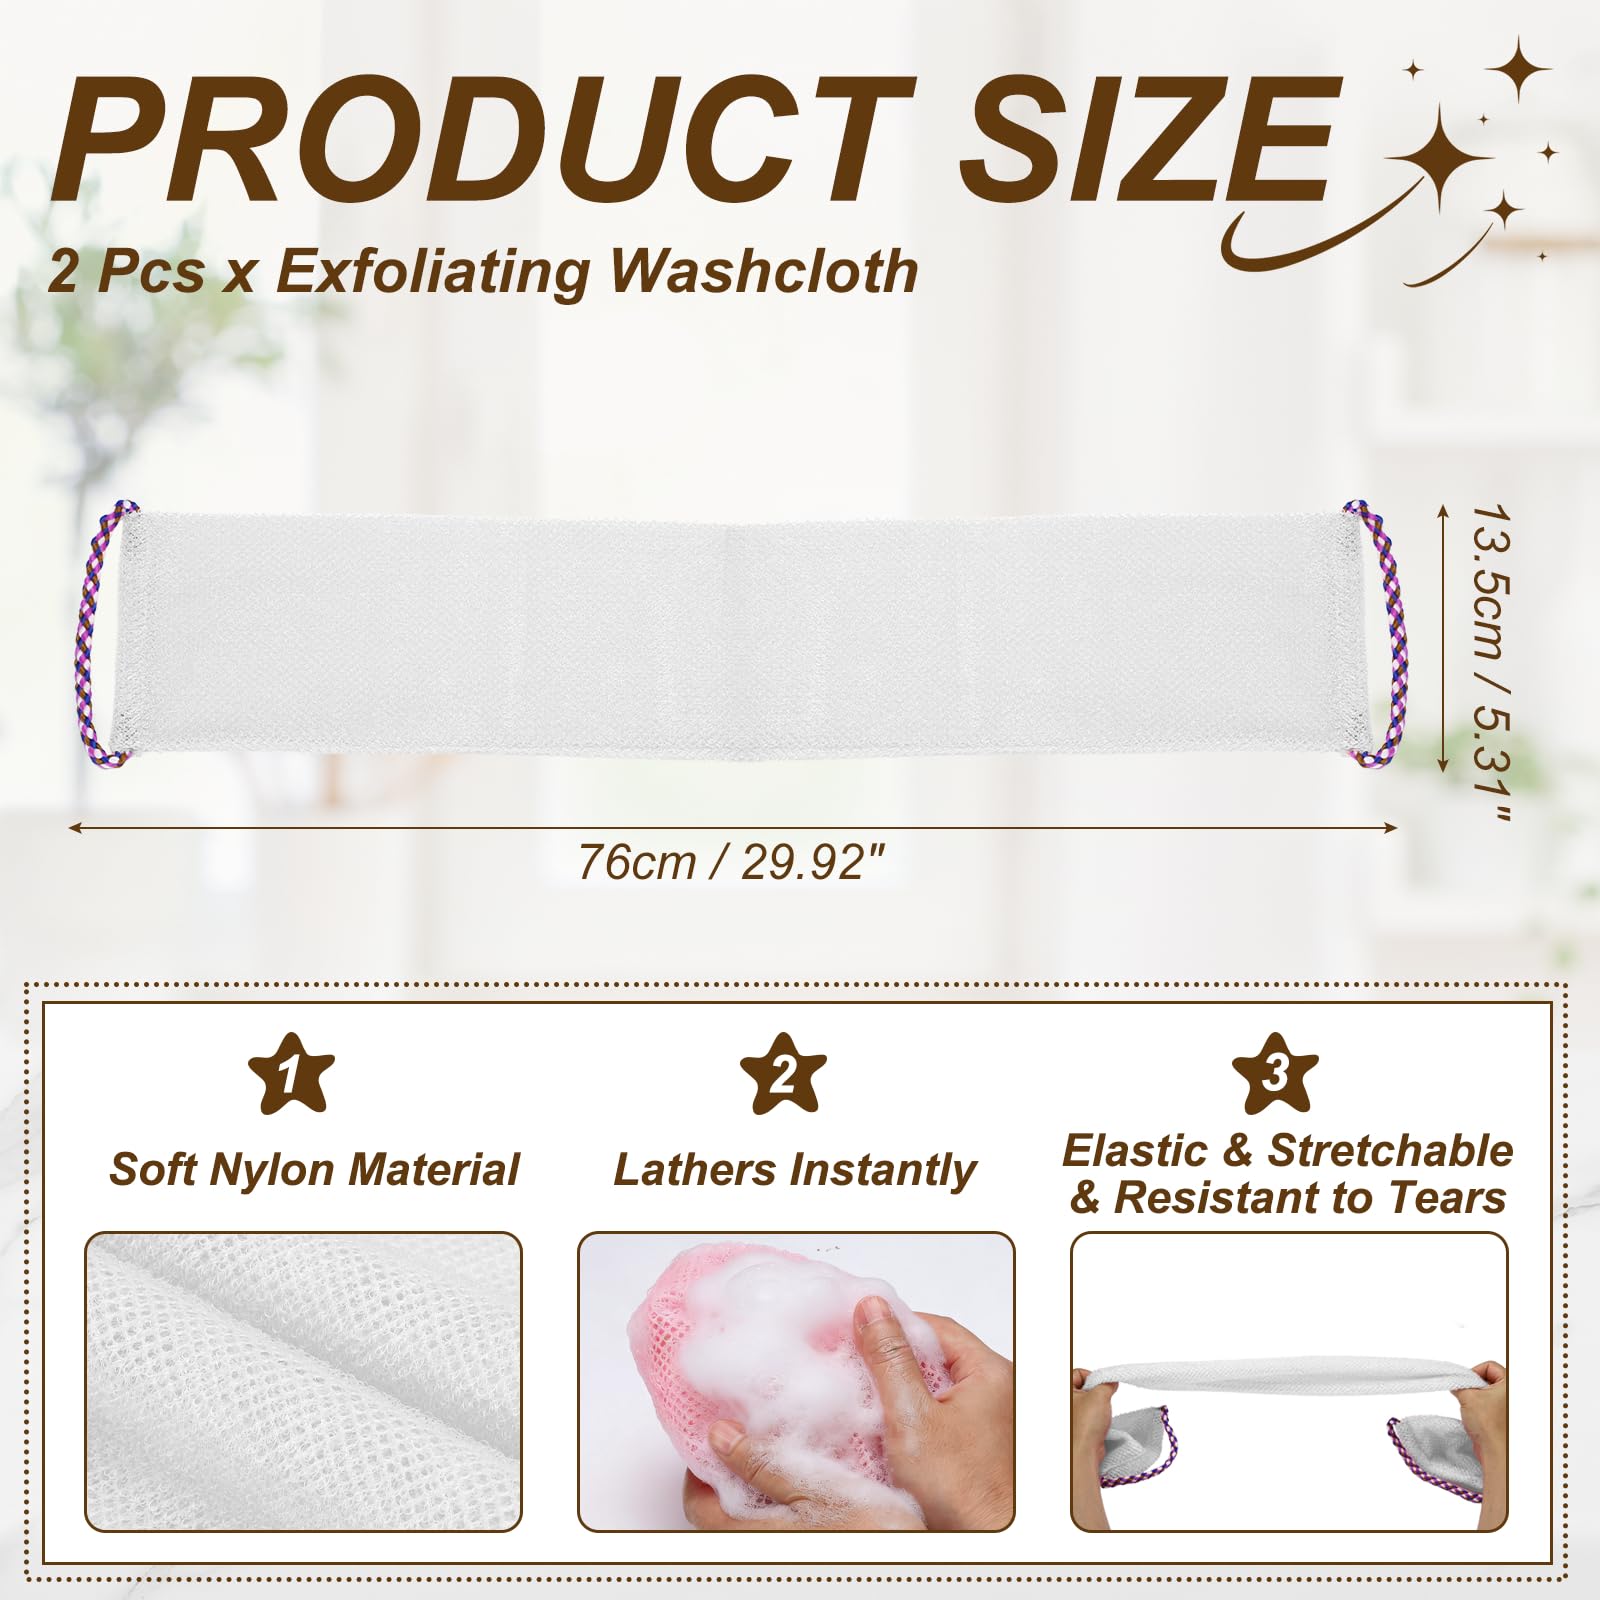 PRODUCT SIZE
2 Pcs x Exfoliating Washcloth
13.5cm / 5.31"
76cm / 29.92"
1
Soft Nylon Material
2
Lathers Instantly
3
Elastic & Stretchable
& Resistant to Tears